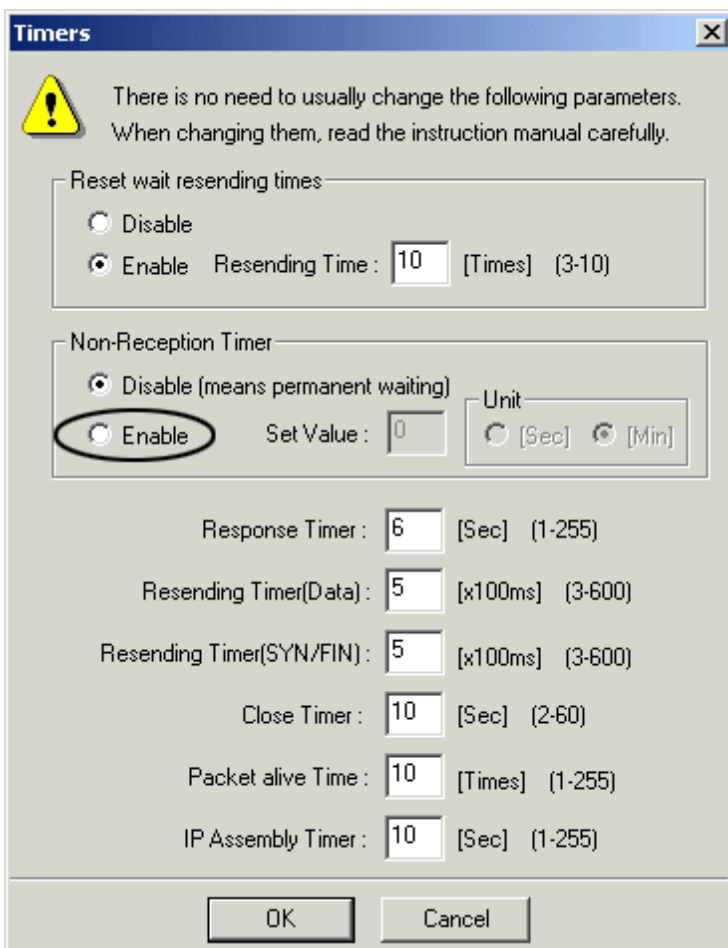 Timers
There is no need to usually change the following parameters.
When changing them, read the instruction manual carefully.
Reset wait resending times
Disable
Enable Resending Time : 10 [Times] (3-10)
Non-Reception Timer
Disable (means permanent waiting)
Unit
Enable Set Value : 0 [Sec] [Min]
Response Timer : 6 [Sec] (1-255)
Resending Timer(Data) : 5 [x100ms] (3-600)
Resending Timer(SYN/FIN) : 5 [x100ms] (3-600)
Close Timer : 10 [Sec] (2-60)
Packet alive Time : 10 [Times] (1-255)
IP Assembly Timer : 10 [Sec] (1-255)
OK Cancel